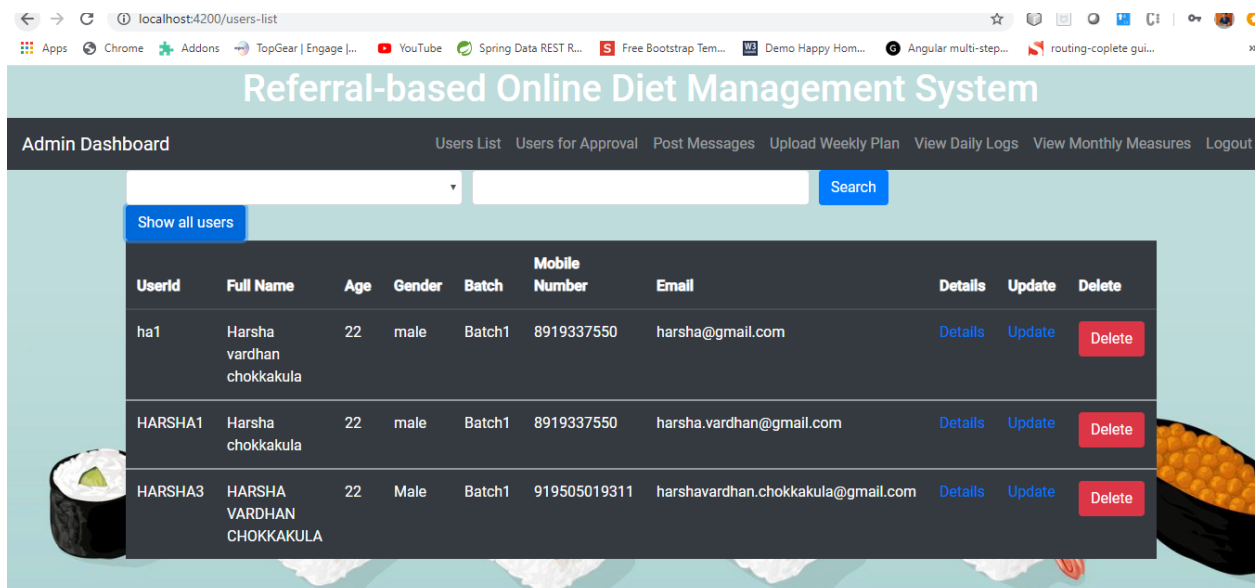 localhost:4200/users-list
Apps Chrome Addons TopGear | Engage |... YouTube Spring Data REST R... Free Bootstrap Tem... Demo Happy Hom... Angular multi-step... routing-coplete gui...
Referral-based Online Diet Management System
Admin Dashboard Users List Users for Approval Post Messages Upload Weekly Plan View Daily Logs View Monthly Measures Logout
Search
Show all users
Mobile
UserId Full Name Age Gender Batch Number Email Details Update Delete
ha1 Harsha 22 male Batch1 8919337550 harsha@gmail.com Details Update Delete
vardhan
chokkakula
HARSHA1 Harsha 22 male Batch1 8919337550 harsha.vardhan@gmail.com Details Update Delete
chokkakula
HARSHA3 HARSHA 22 Male Batch1 919505019311 harshavardhan.chokkakula@gmail.com Details Update Delete
VARDHAN
CHOKKAKULA